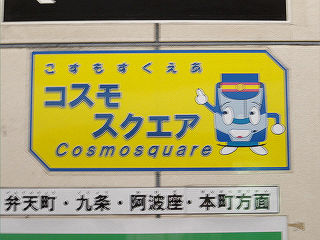 こすもすくえあ
コスモ
スクエア
Cosmosquare
弁天町・九条・阿波座・本町方面